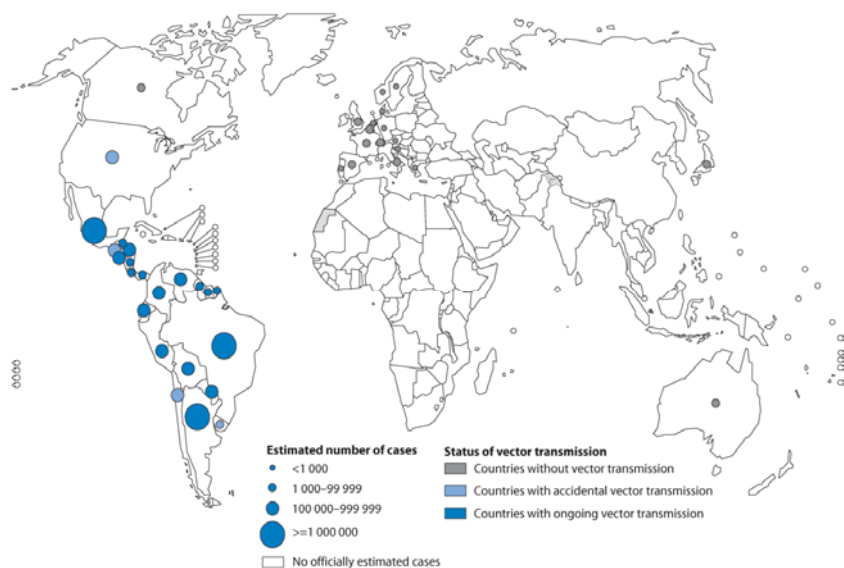 Estimated number of cases
<1 000
1 000–99 999
100 000–999 999
>=1 000 000
No officially estimated cases
Status of vector transmission
Countries without vector transmission
Countries with accidental vector transmission
Countries with ongoing vector transmission